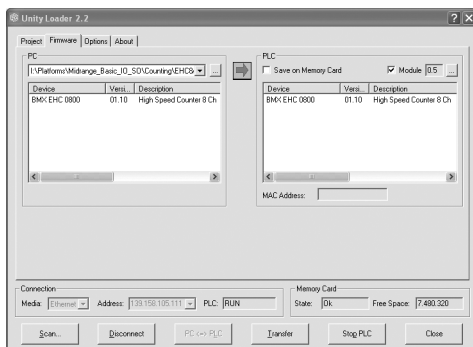 Unity Loader 2.2
Project Firmware Options About
PC
I:\Platforms\Midrange_Basic_IO_SO\Counting\EHC& ...
Device Versi... Description
BMX EHC 0800 01.10 High Speed Counter 8 Ch
PLC
Save on Memory Card Module 0.5 ...
Device Versi... Description
BMX EHC 0800 01.10 High Speed Counter 8 Ch
MAC Address:
Connection
Media: Ethernet Address: 139.158.105.111 PLC: RUN
Memory Card
State: Ok Free Space: 7.480.320
Scan... Disconnect PC <-> PLC Transfer Stop PLC Close